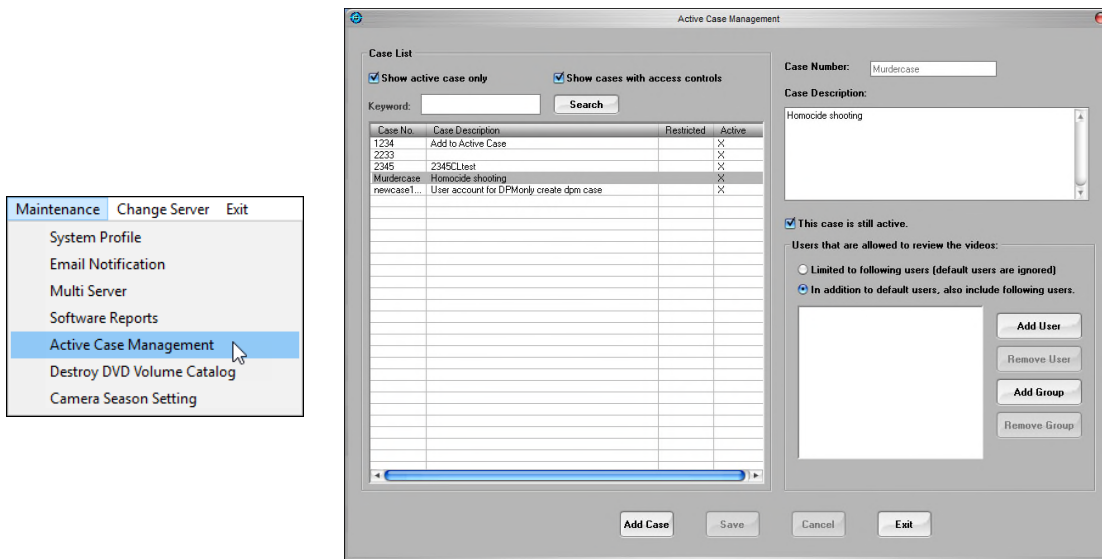 Maintenance Change Server Exit
System Profile
Email Notification
Multi Server
Software Reports
Active Case Management
Destroy DVD Volume Catalog
Camera Season Setting
Active Case Management
Case List
Show active case only Show cases with access controls
Keyword: Search
Case No. Case Description Restricted Active
1234 Add to Active Case X
2233 X
2345 2345CLtest X
Murdercase Homocide shooting X
newcase1... User account for DPMonly create dpm case X
Case Number: Murdercase
Case Description:
Homocide shooting
This case is still active.
Users that are allowed to review the videos:
Limited to following users (default users are ignored)
In addition to default users, also include following users.
Add User
Remove User
Add Group
Remove Group
Add Case Save Cancel Exit